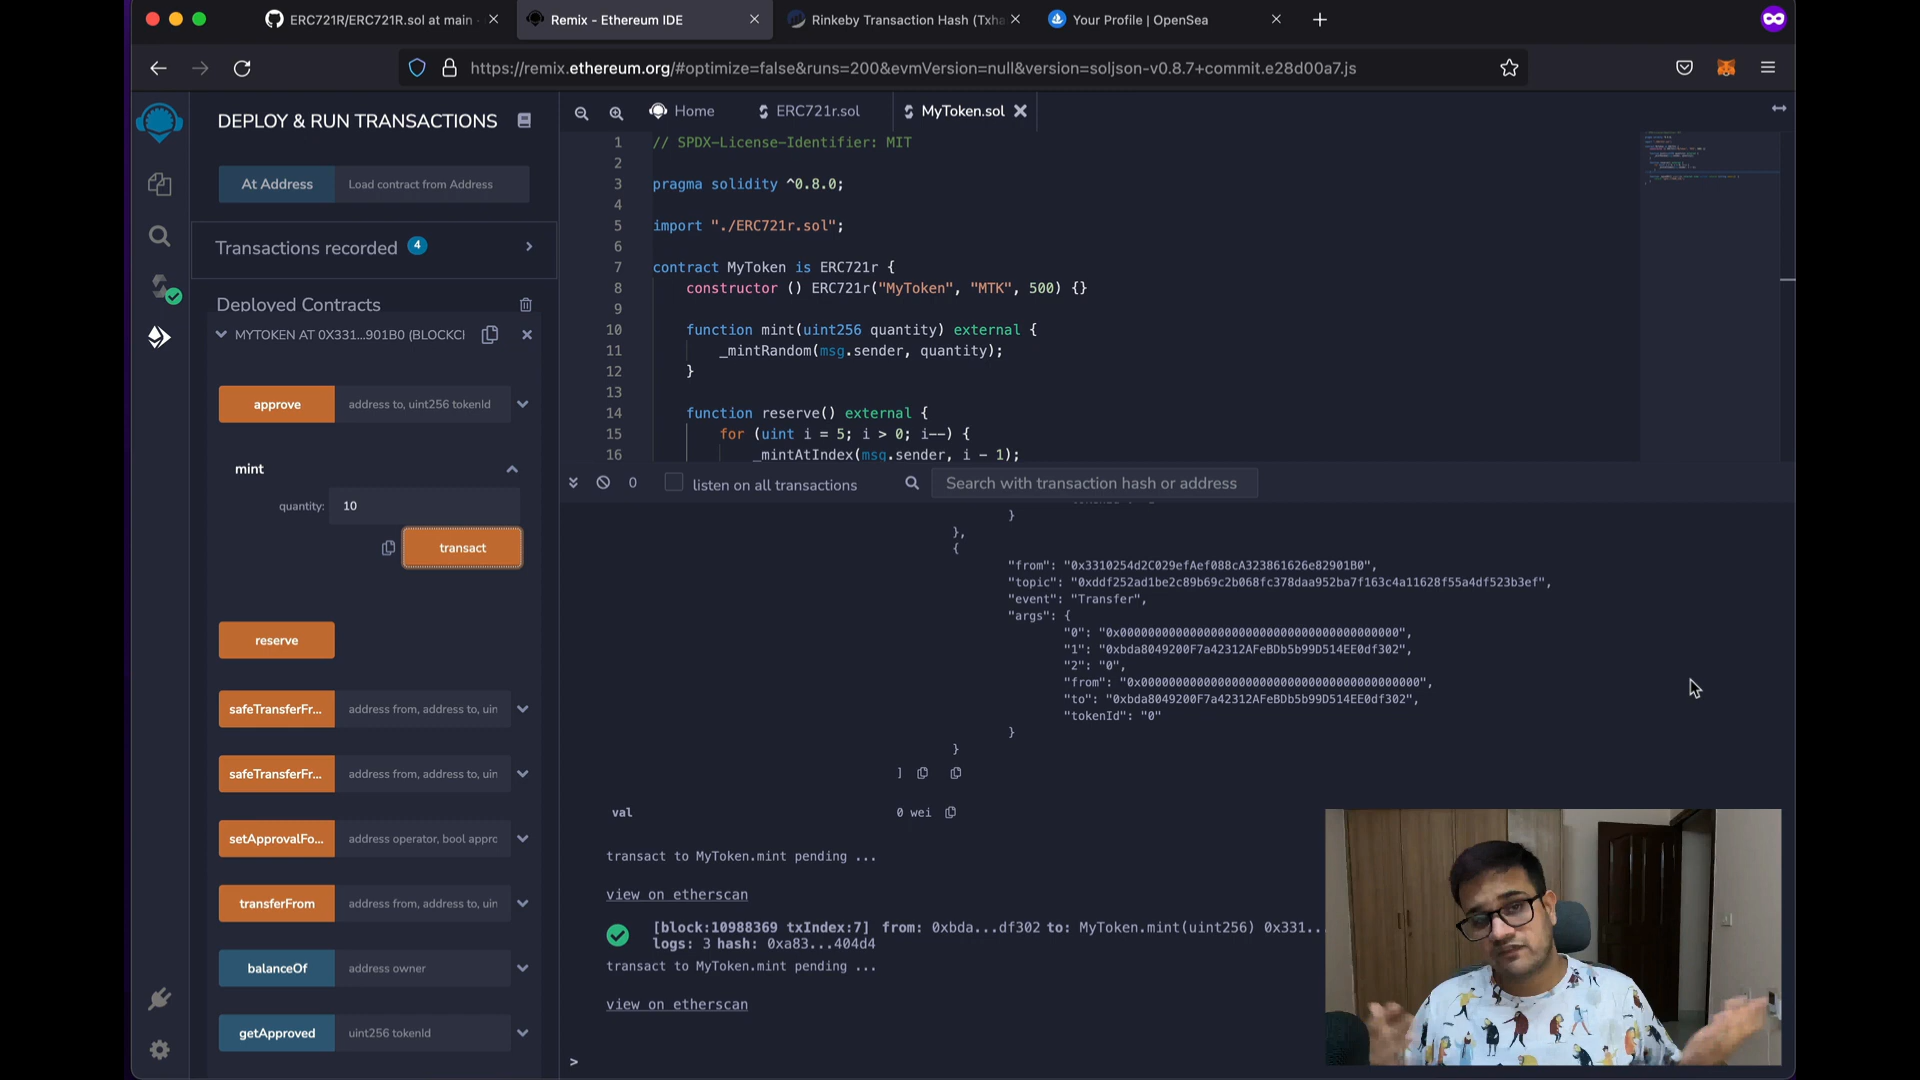 ERC721R/ERC721R.sol at main ·
Remix - Ethereum IDE
Rinkeby Transaction Hash (Txha
Your Profile | OpenSea
https://remix.ethereum.org/#optimize=false&runs=200&evmVersion=null&version=soljson-v0.8.7+commit.e28d00a7.js
DEPLOY & RUN TRANSACTIONS
At Address
Load contract from Address
Transactions recorded 4
Deployed Contracts
MYTOKEN AT 0X331...901B0 (BLOCKCI
approve
address to, uint256 tokenId
mint
quantity:
10
transact
reserve
safeTransferFr...
address from, address to, uin
safeTransferFr...
address from, address to, uin
setApprovalFo...
address operator, bool appro
transferFrom
address from, address to, uin
balanceOf
address owner
getApproved
uint256 tokenId
Home
ERC721r.sol
MyToken.sol
1 // SPDX-License-Identifier: MIT
2
3 pragma solidity ^0.8.0;
4
5 import "./ERC721r.sol";
6
7 contract MyToken is ERC721r {
8 constructor () ERC721r("MyToken", "MTK", 500) {}
9
10 function mint(uint256 quantity) external {
11 _mintRandom(msg.sender, quantity);
12 }
13
14 function reserve() external {
15 for (uint i = 5; i > 0; i--) {
16 _mintAtIndex(msg.sender, i - 1);
0
listen on all transactions
Search with transaction hash or address
}
},
{
"from": "0x3310254d2C029efAef088cA323861626e82901B0",
"topic": "0xddf252ad1be2c89b69c2b068fc378daa952ba7f163c4a11628f55a4df523b3ef",
"event": "Transfer",
"args": {
"0": "0x0000000000000000000000000000000000000000",
"1": "0xbda8049200F7a42312AFeBDb5b99D514EE0df302",
"2": "0",
"from": "0x0000000000000000000000000000000000000000",
"to": "0xbda8049200F7a42312AFeBDb5b99D514EE0df302",
"tokenId": "0"
}
}
]
val
0 wei
transact to MyToken.mint pending ...
view on etherscan
[block:10988369 txIndex:7] from: 0xbda...df302 to: MyToken.mint(uint256) 0x331...
logs: 3 hash: 0xa83...404d4
transact to MyToken.mint pending ...
view on etherscan
>